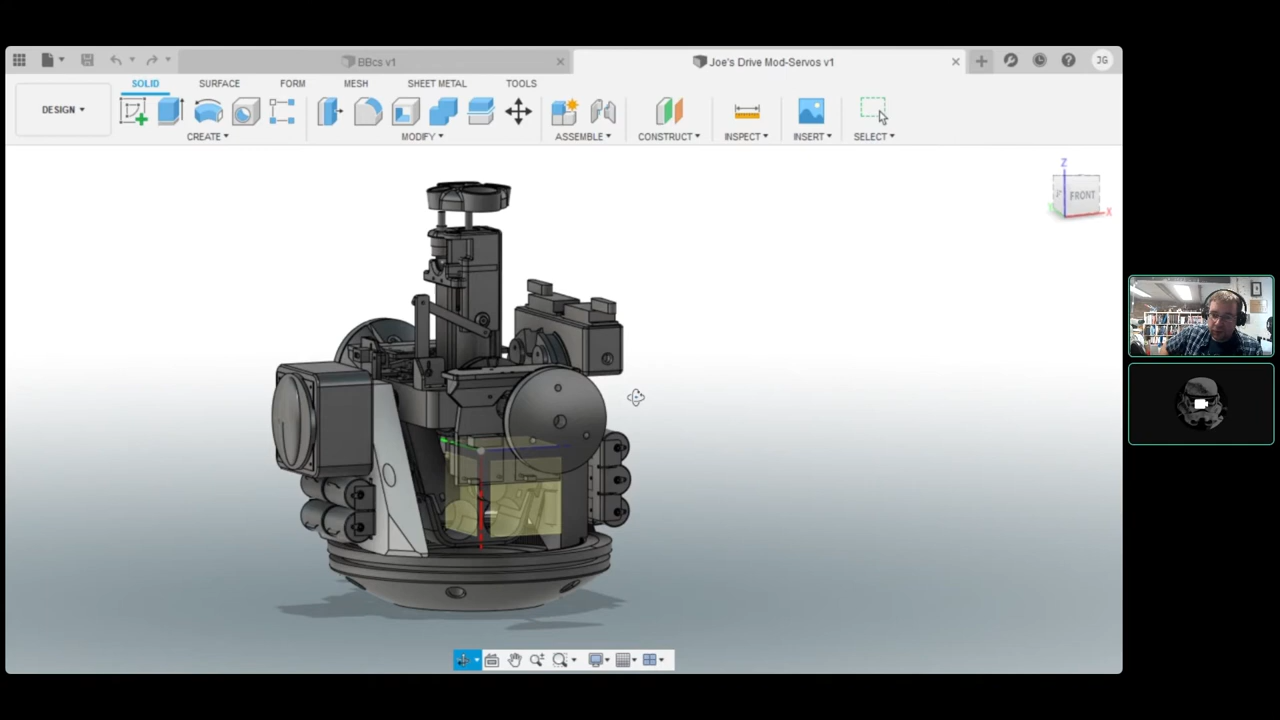 BBcs v1
Joe's Drive Mod-Servos v1
JG
SOLID
SURFACE
FORM
MESH
SHEET METAL
TOOLS
DESIGN
CREATE
MODIFY
ASSEMBLE
CONSTRUCT
INSPECT
INSERT
SELECT
Z
FRONT
X